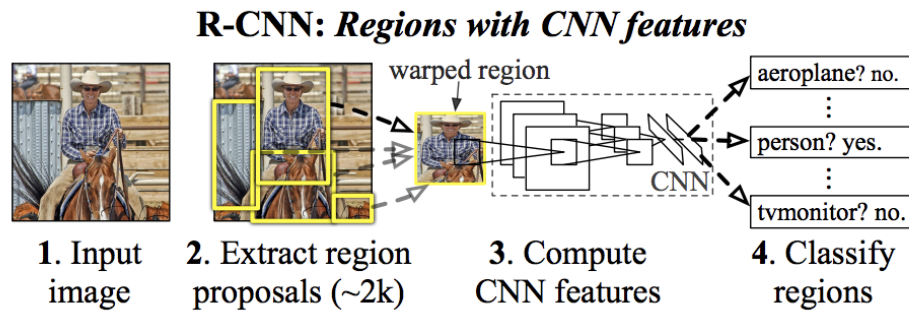 R-CNN: Regions with CNN features
warped region
aeroplane? no.
⋮
person? yes.
⋮
tvmonitor? no.
CNN
1. Input
image
2. Extract region
proposals (~2k)
3. Compute
CNN features
4. Classify
regions